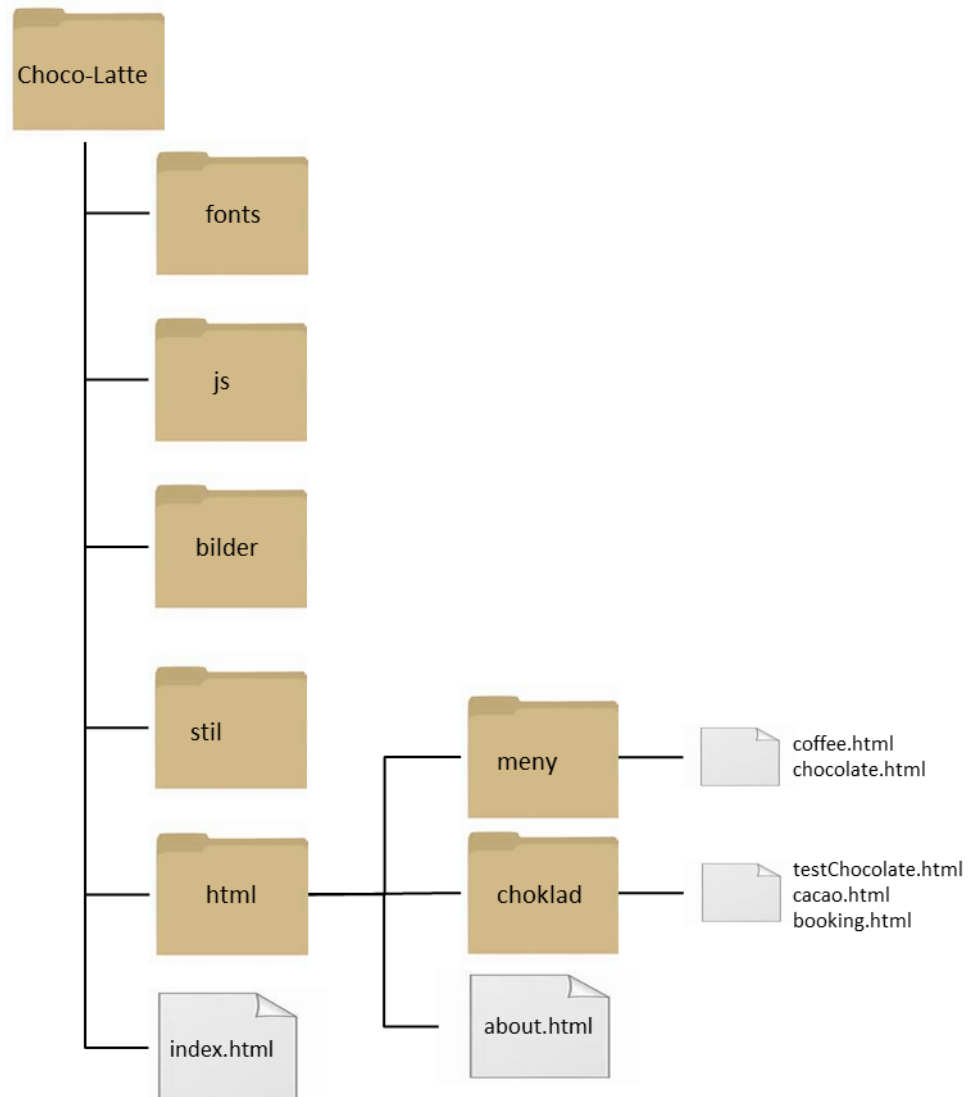 Choco-Latte
fonts
js
bilder
stil
meny
coffee.html
chocolate.html
html
choklad
testChocolate.html
cacao.html
booking.html
index.html
about.html